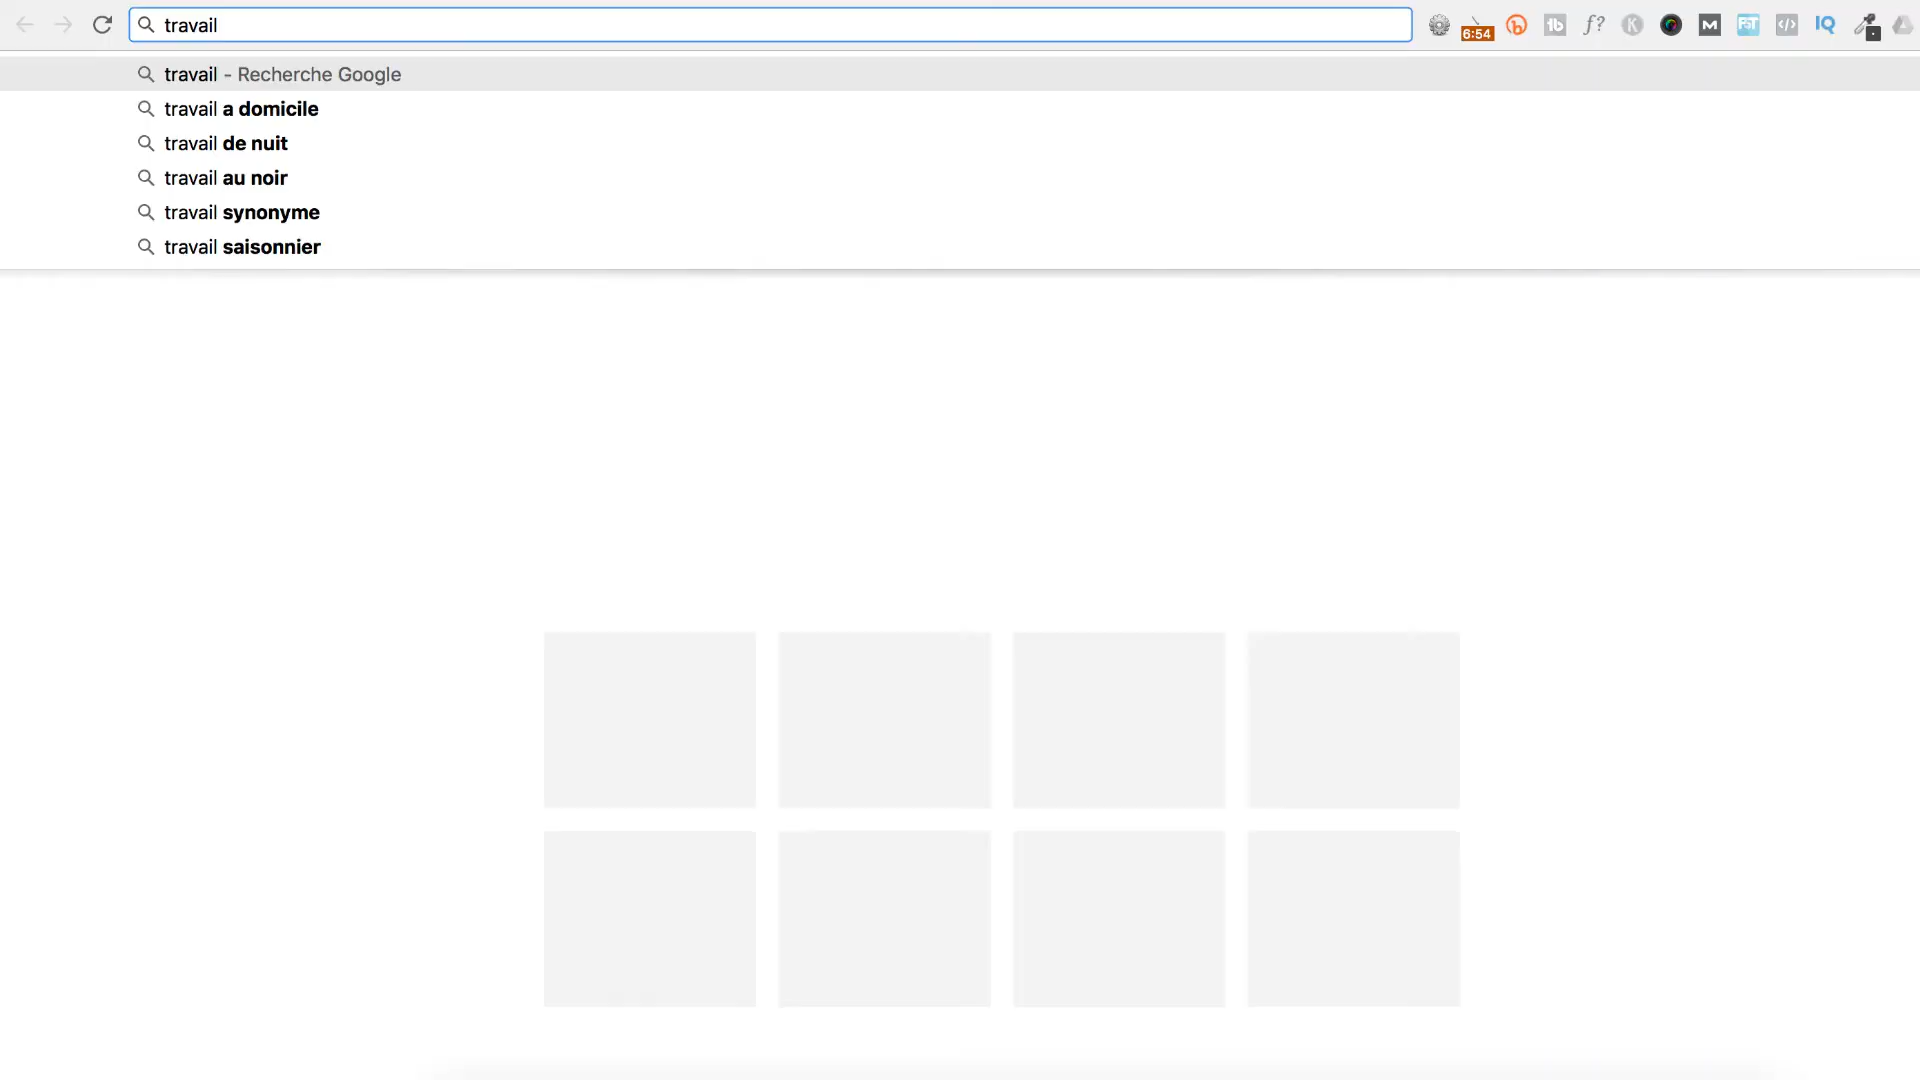 travail
6:54
f?
K
M
FST
</>
IQ
travail - Recherche Google
travail a domicile
travail de nuit
travail au noir
travail synonyme
travail saisonnier